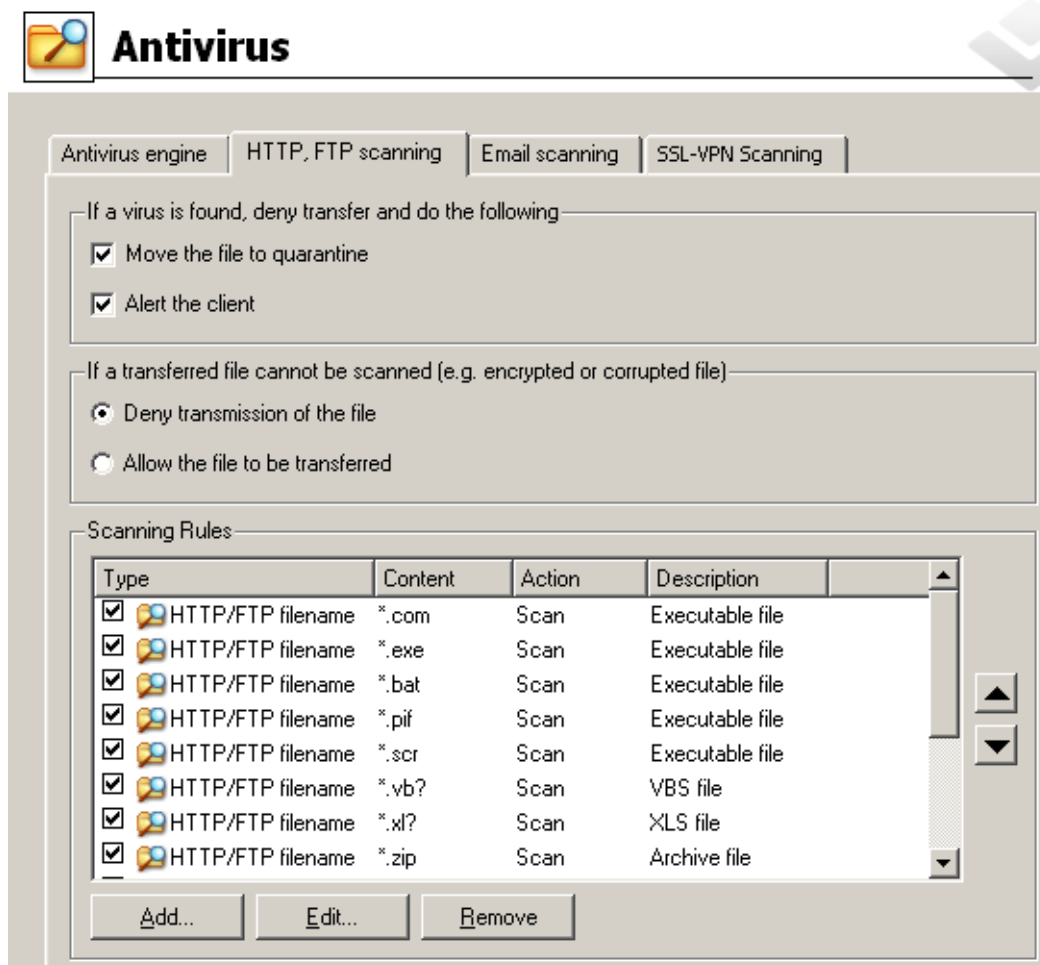 Antivirus
Antivirus engine HTTP, FTP scanning Email scanning SSL-VPN Scanning
If a virus is found, deny transfer and do the following
Move the file to quarantine
Alert the client
If a transferred file cannot be scanned (e.g. encrypted or corrupted file)
Deny transmission of the file
Allow the file to be transferred
Scanning Rules
Type Content Action Description
HTTP/FTP filename *.com Scan Executable file
HTTP/FTP filename *.exe Scan Executable file
HTTP/FTP filename *.bat Scan Executable file
HTTP/FTP filename *.pif Scan Executable file
HTTP/FTP filename *.scr Scan Executable file
HTTP/FTP filename *.vb? Scan VBS file
HTTP/FTP filename *.xl? Scan XLS file
HTTP/FTP filename *.zip Scan Archive file
Add... Edit... Remove